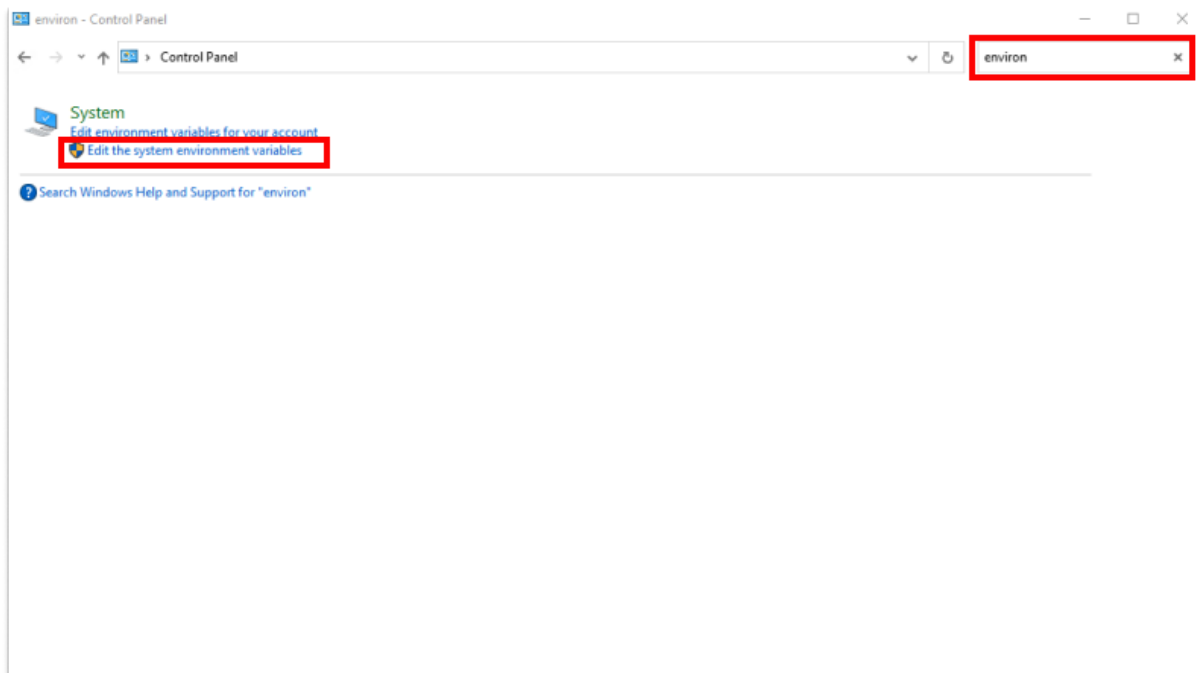 environ - Control Panel
Control Panel
environ
System
Edit environment variables for your account
Edit the system environment variables
Search Windows Help and Support for "environ"